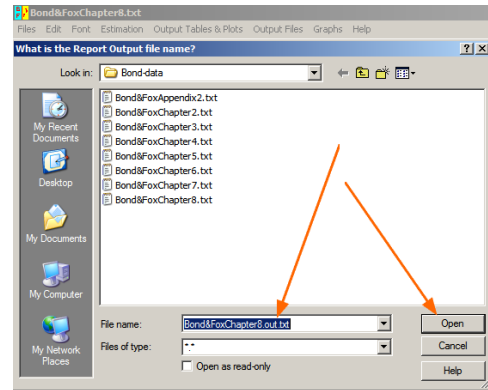 Bond&FoxChapter8.txt
Files Edit Font Estimation Output Tables & Plots Output Files Graphs Help
What is the Report Output file name?
Look in: Bond-data
Bond&FoxAppendix2.txt
Bond&FoxChapter2.txt
Bond&FoxChapter3.txt
Bond&FoxChapter4.txt
Bond&FoxChapter5.txt
Bond&FoxChapter6.txt
Bond&FoxChapter7.txt
Bond&FoxChapter8.txt
My Recent
Documents
Desktop
My Documents
My Computer
My Network
Places
File name: Bond&FoxChapter8.out.txt Open
Files of type: *.* Cancel
Open as read-only Help